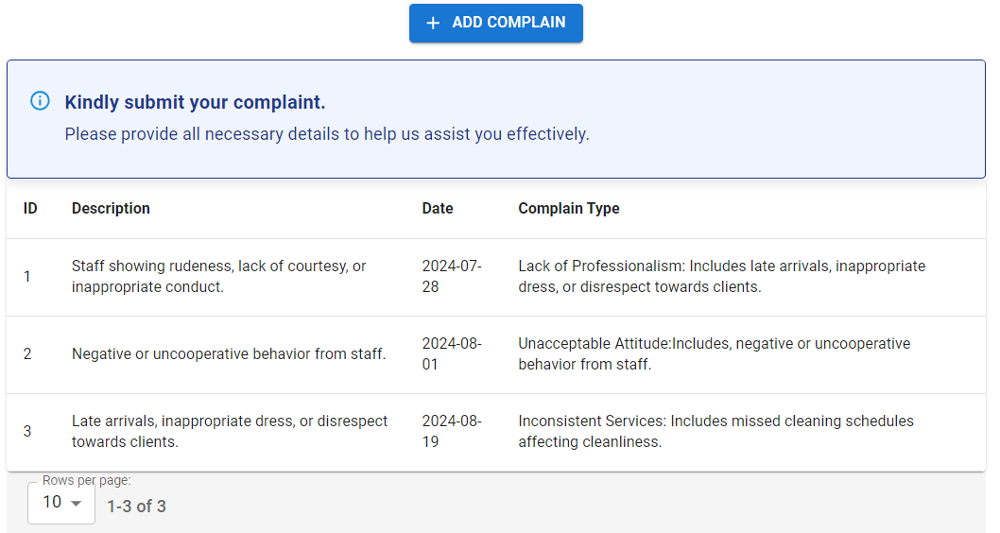 + ADD COMPLAIN
Kindly submit your complaint.
Please provide all necessary details to help us assist you effectively.
ID Description Date Complain Type
1 Staff showing rudeness, lack of courtesy, or inappropriate conduct. 2024-07-28 Lack of Professionalism: Includes late arrivals, inappropriate dress, or disrespect towards clients.
2 Negative or uncooperative behavior from staff. 2024-08-01 Unacceptable Attitude:Includes, negative or uncooperative behavior from staff.
3 Late arrivals, inappropriate dress, or disrespect towards clients. 2024-08-19 Inconsistent Services: Includes missed cleaning schedules affecting cleanliness.
Rows per page:
10 1-3 of 3